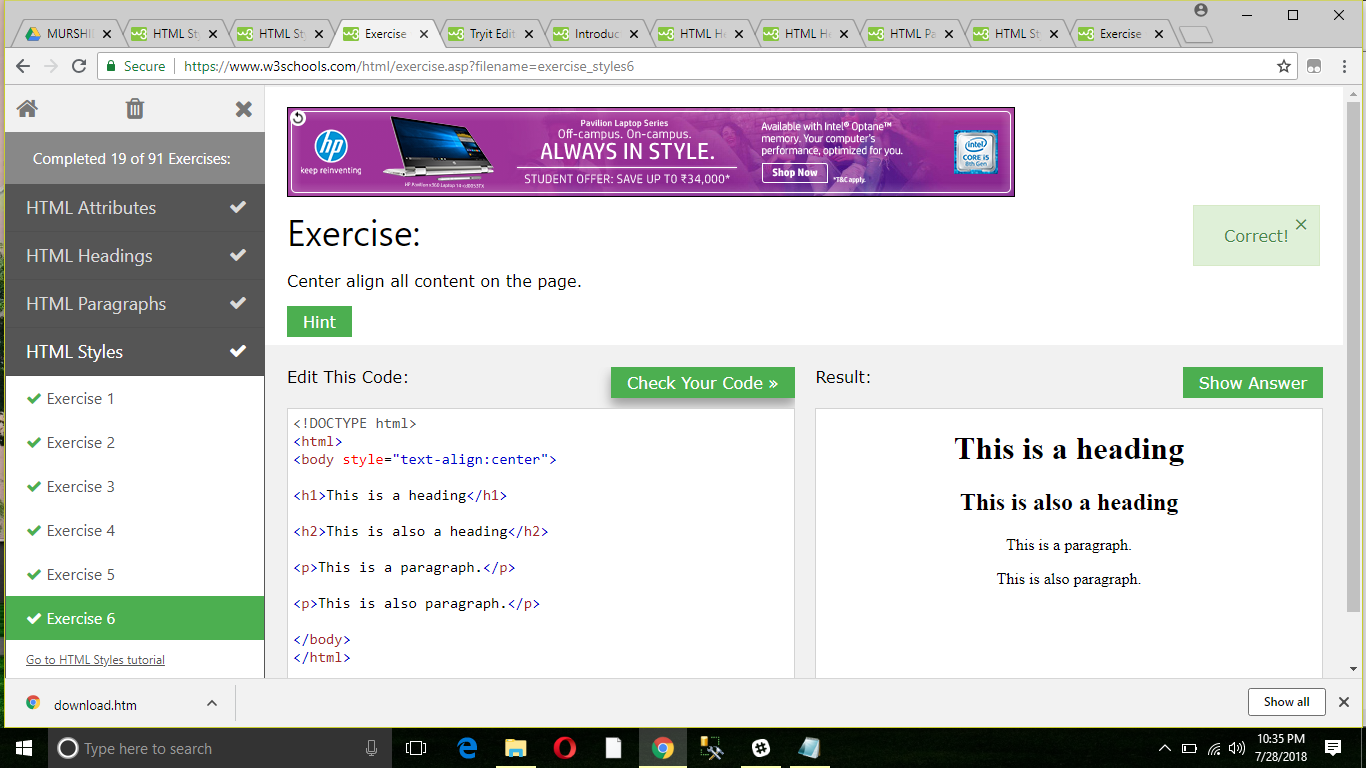 MURSHI
HTML St
HTML St
Exercise
Tryit Edit
Introduc
HTML He
HTML He
HTML Pa
HTML St
Exercise
Secure
https://www.w3schools.com/html/exercise.asp?filename=exercise_styles6
Completed 19 of 91 Exercises:
HTML Attributes
HTML Headings
HTML Paragraphs
HTML Styles
Exercise 1
Exercise 2
Exercise 3
Exercise 4
Exercise 5
Exercise 6
Go to HTML Styles tutorial
hp
keep reinventing
HP Pavilion x360 Laptop 14-cd0053TX
Pavilion Laptop Series
Off-campus. On-campus.
ALWAYS IN STYLE.
STUDENT OFFER: SAVE UP TO ₹34,000*
Available with Intel® Optane™
memory. Your computer's
performance, optimized for you.
Shop Now
*T&C apply.
intel
CORE i5
8th Gen
Exercise:
Correct!
Center align all content on the page.
Hint
Edit This Code:
Check Your Code »
<!DOCTYPE html>
<html>
<body style="text-align:center">
<h1>This is a heading</h1>
<h2>This is also a heading</h2>
<p>This is a paragraph.</p>
<p>This is also paragraph.</p>
</body>
</html>
Result:
Show Answer
This is a heading
This is also a heading
This is a paragraph.
This is also paragraph.
download.htm
Show all
Type here to search
10:35 PM
7/28/2018